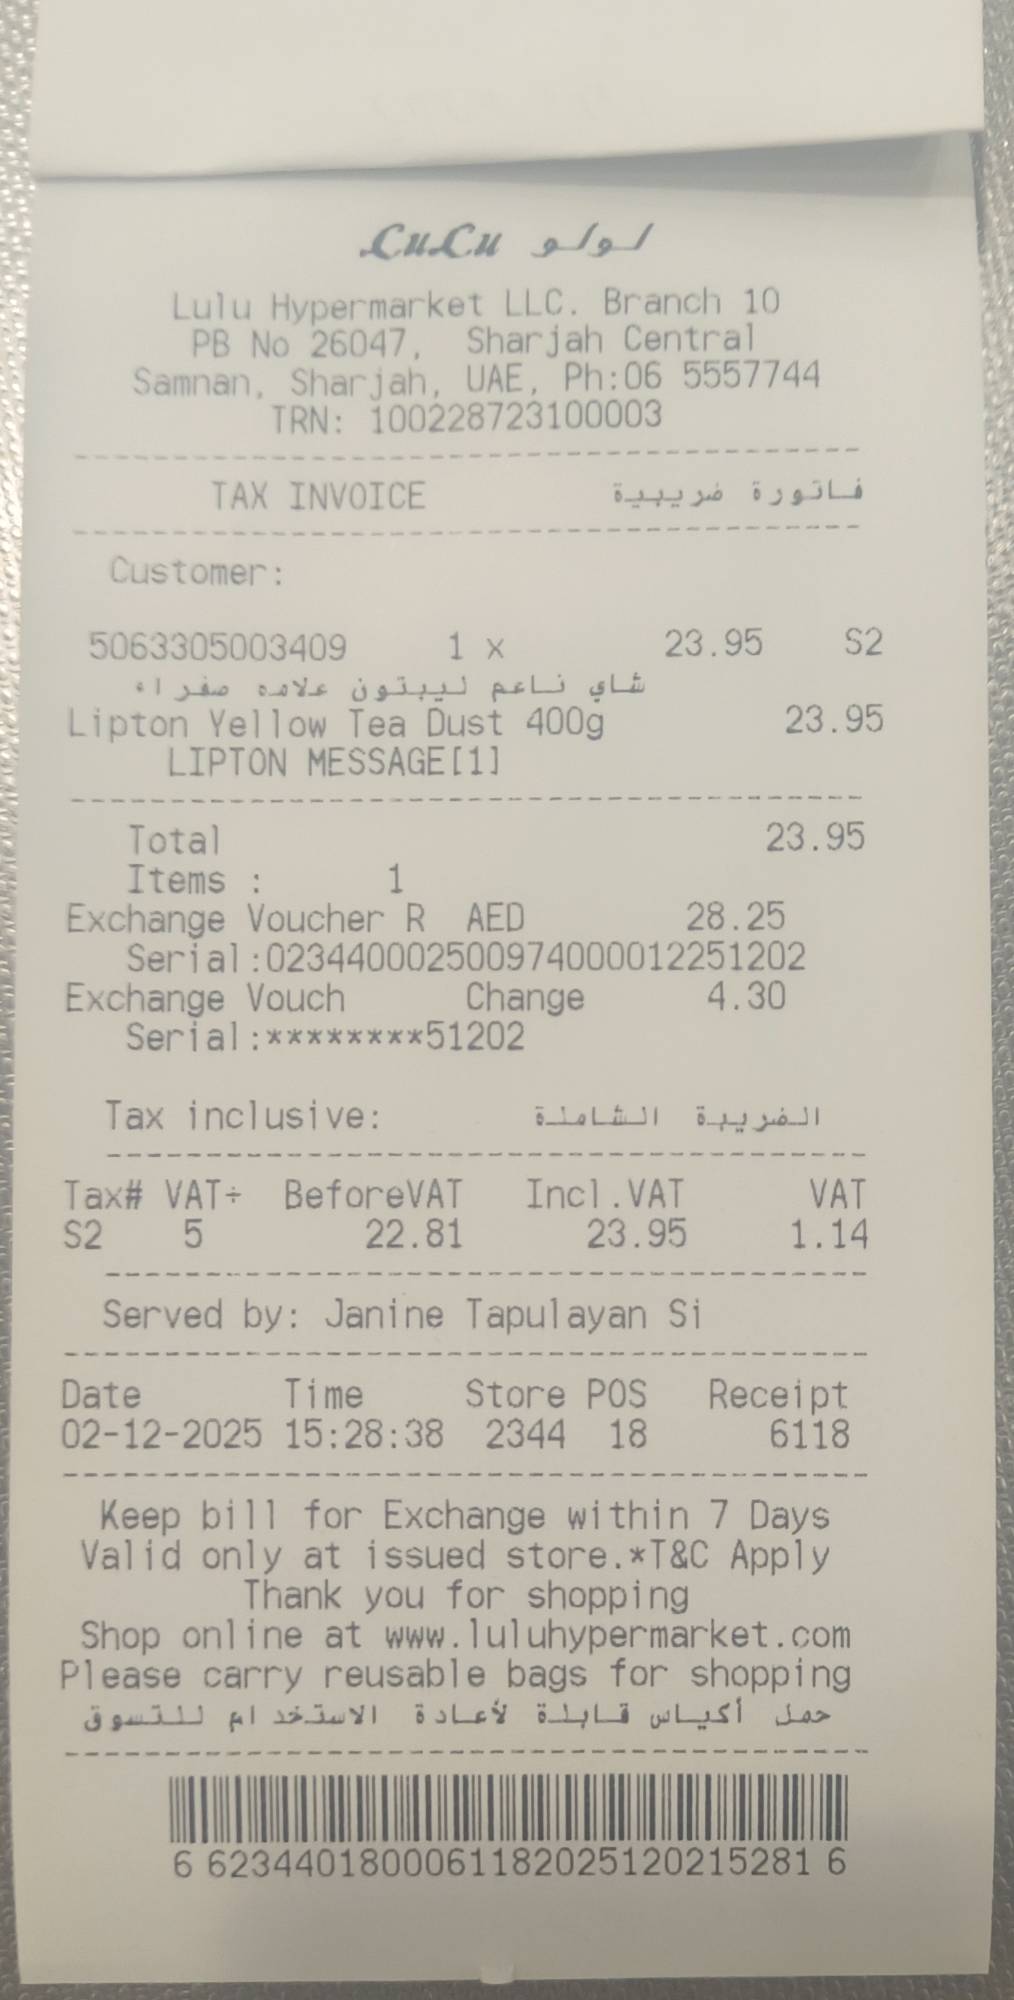 LuLu لولو
Lulu Hypermarket LLC. Branch 10
PB No 26047, Sharjah Central
Samnan, Sharjah, UAE, Ph:06 5557744
TRN: 100228723100003
TAX INVOICE فاتورة ضريبية
Customer:
5063305003409 1 x 23.95 S2
شاي ناعم ليبتون علامه صفراء
Lipton Yellow Tea Dust 400g 23.95
LIPTON MESSAGE[1]
Total 23.95
Items : 1
Exchange Voucher R AED 28.25
Serial:023440002500974000012251202
Exchange Vouch Change 4.30
Serial:********51202
Tax inclusive: الضريبة الشاملة
Tax# VAT÷ BeforeVAT Incl.VAT VAT
S2 5 22.81 23.95 1.14
Served by: Janine Tapulayan Si
Date Time Store POS Receipt
02-12-2025 15:28:38 2344 18 6118
Keep bill for Exchange within 7 Days
Valid only at issued store.*T&C Apply
Thank you for shopping
Shop online at www.luluhypermarket.com
Please carry reusable bags for shopping
حمل أكياس قابلة لأعادة الاستخدام للتسوق
6 6234401800061182025120215281 6